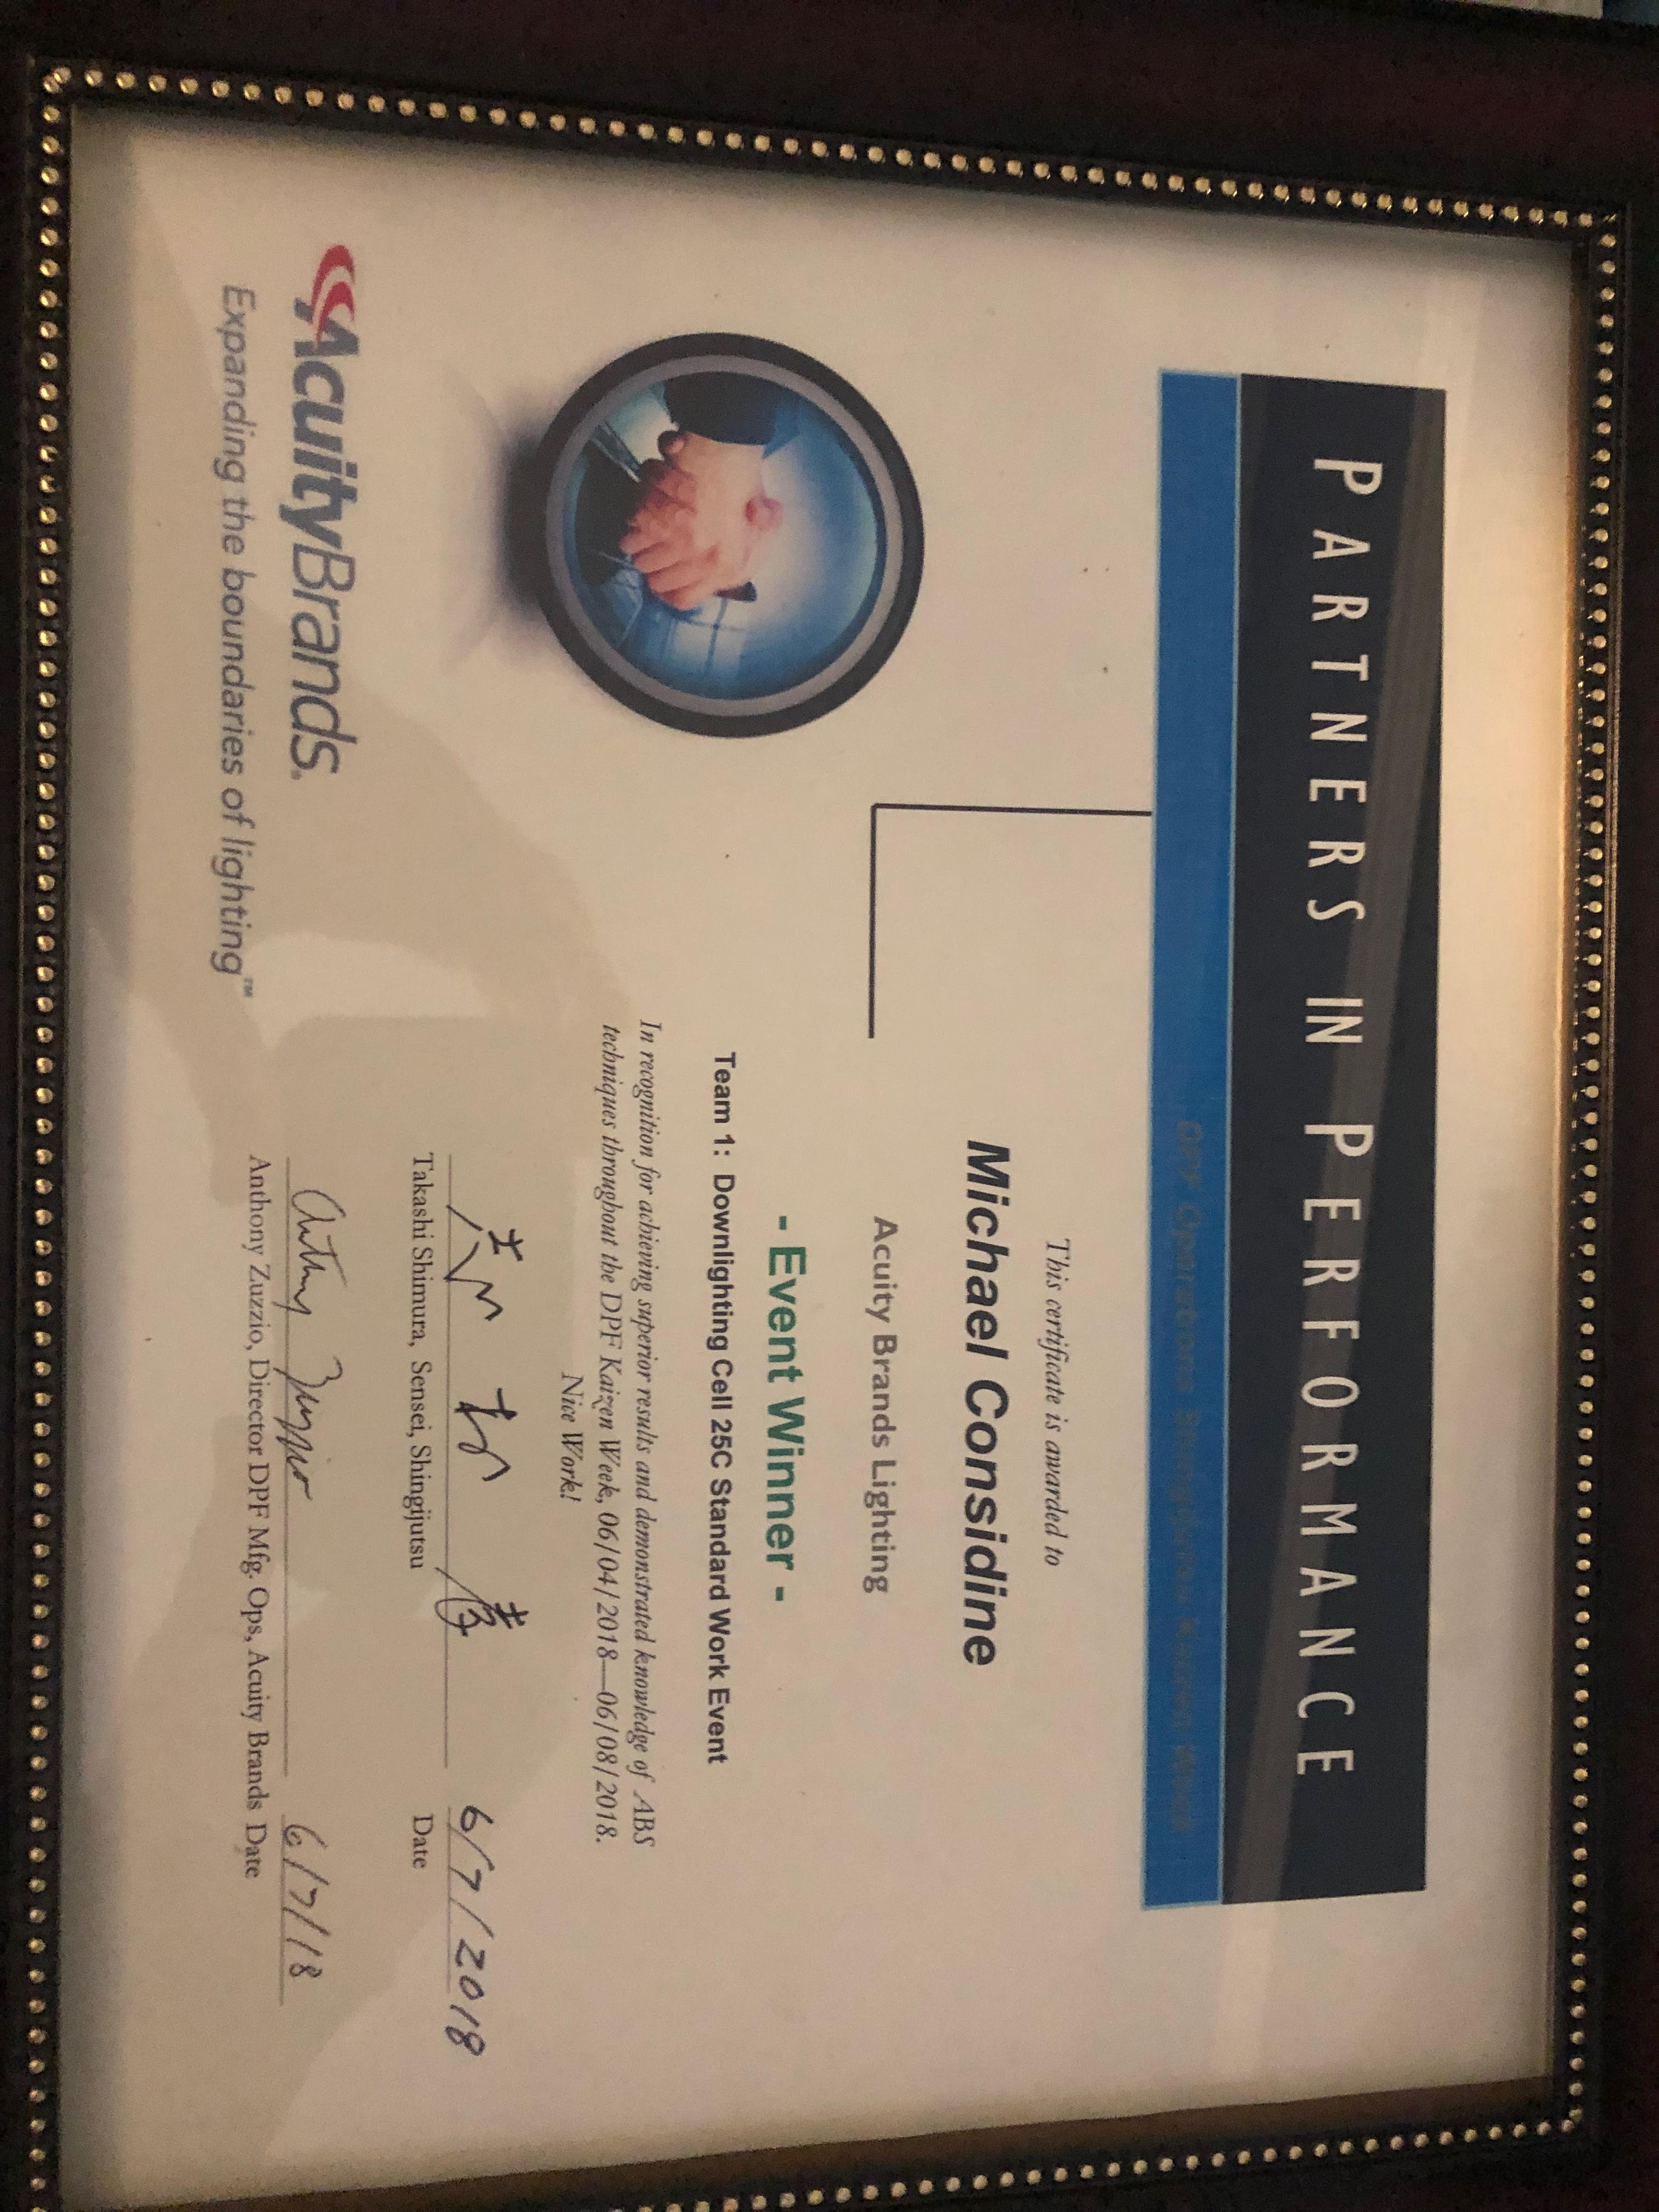 PARTNERS IN PERFORMANCE
DPF Operations Shingijutsu Kaizen Week
This certificate is awarded to
Michael Considine
Acuity Brands Lighting
- Event Winner -
Team 1: Downlighting Cell 25C Standard Work Event
In recognition for achieving superior results and demonstrated knowledge of ABS
techniques throughout the DPF Kaizen Week, 06/04/2018—06/08/2018.
Nice Work!
志村 孝 6/7/2018
Takashi Shimura, Sensei, Shingijutsu Date
Anthony Zuzzio 6/7/18
Anthony Zuzzio, Director DPF Mfg. Ops, Acuity Brands Date
AcuityBrands.
Expanding the boundaries of lighting™